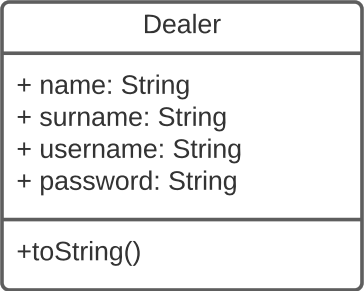 Dealer
+ name: String
+ surname: String
+ username: String
+ password: String
+toString()